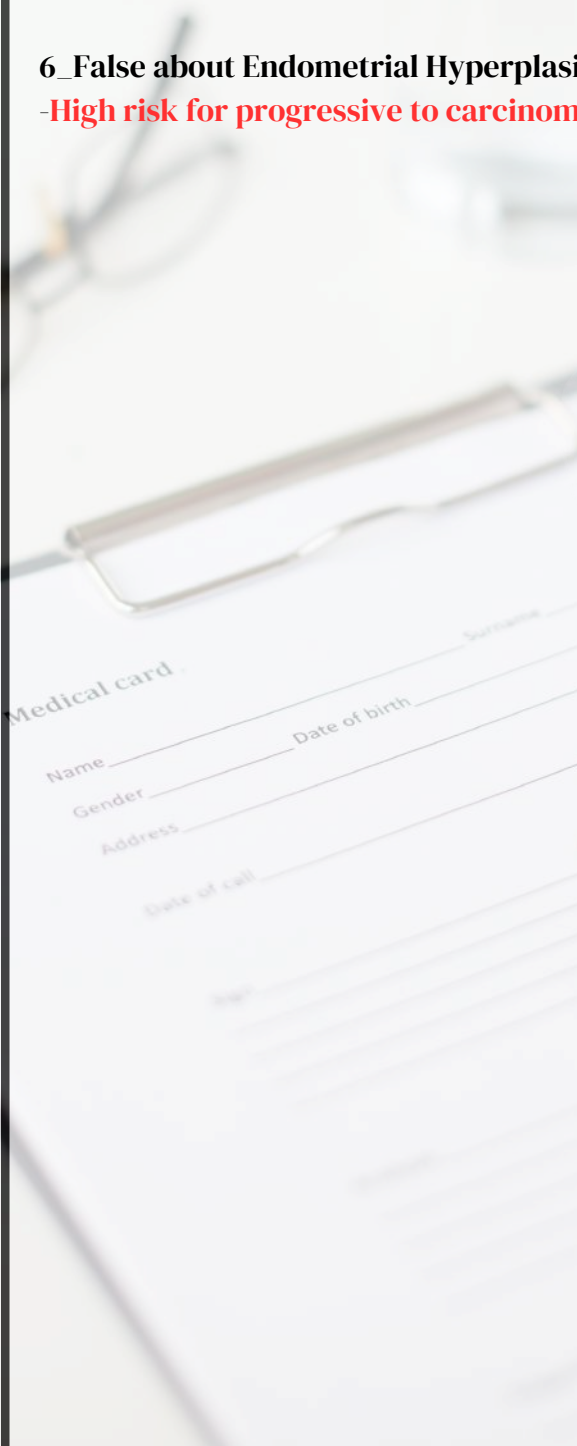 6_False about Endometrial Hyperplasi
-High risk for progressive to carcinom
Surname
Medical card
Date of birth
Name
Gender
Address
Date of call